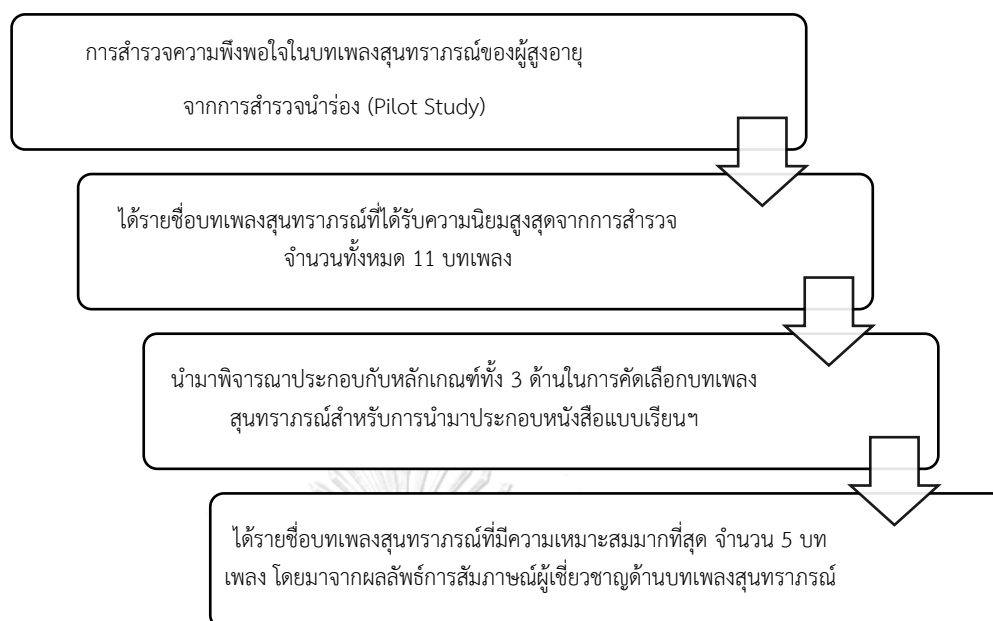 การสำรวจความพึงพอใจในบทเพลงสุนทราภรณ์ของผู้สูงอายุ
จากการสำรวจนำร่อง (Pilot Study)
ได้รายชื่อบทเพลงสุนทราภรณ์ที่ได้รับความนิยมสูงสุดจากการสำรวจ
จำนวนทั้งหมด 11 บทเพลง
นำมาพิจารณาประกอบกับหลักเกณฑ์ทั้ง 3 ด้านในการคัดเลือกบทเพลง
สุนทราภรณ์สำหรับการนำมาประกอบหนังสือแบบเรียนฯ
ได้รายชื่อบทเพลงสุนทราภรณ์ที่มีความเหมาะสมมากที่สุด จำนวน 5 บท
เพลง โดยมาจากผลลัพธ์การสัมภาษณ์ผู้เชี่ยวชาญด้านบทเพลงสุนทราภรณ์